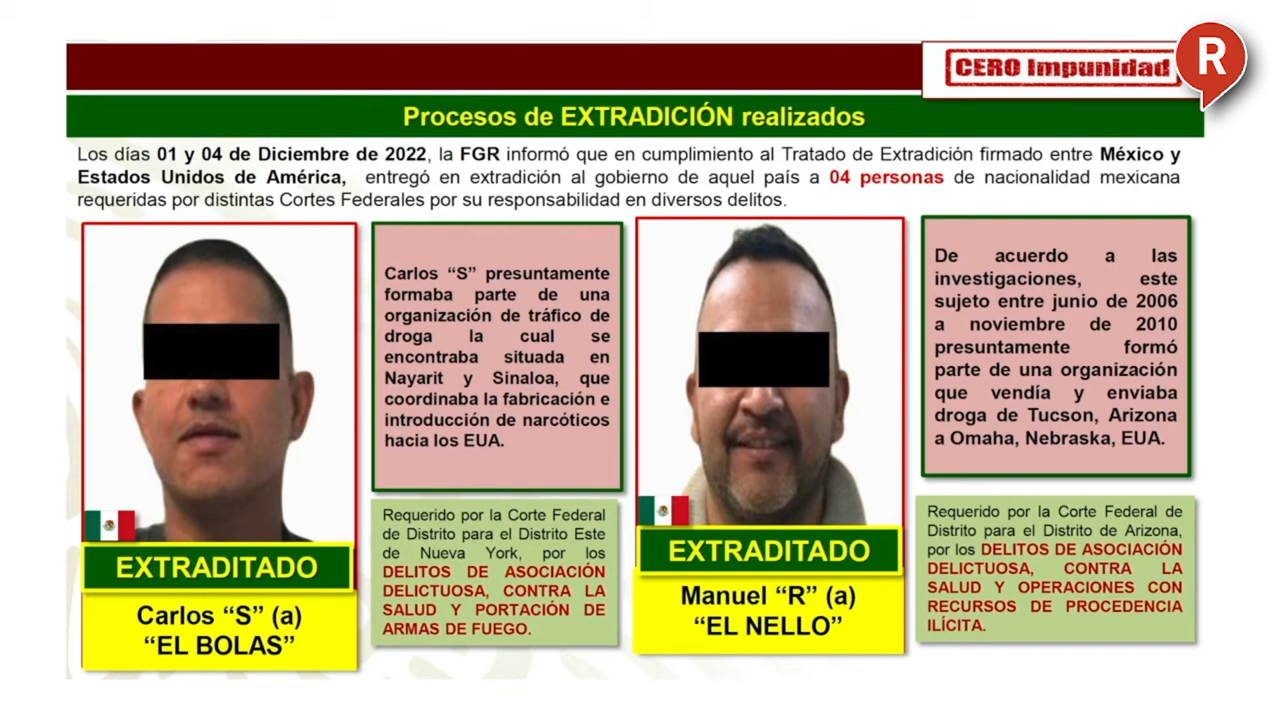 CERO Impunidad
R
Procesos de EXTRADICIÓN realizados
Los días 01 y 04 de Diciembre de 2022, la FGR informó que en cumplimiento al Tratado de Extradición firmado entre México y
Estados Unidos de América, entregó en extradición al gobierno de aquel país a 04 personas de nacionalidad mexicana
requeridas por distintas Cortes Federales por su responsabilidad en diversos delitos.
Carlos “S” presuntamente
formaba parte de una
organización de tráfico de
droga la cual se
encontraba situada en
Nayarit y Sinaloa, que
coordinaba la fabricación e
introducción de narcóticos
hacia los EUA.
Requerido por la Corte Federal
de Distrito para el Distrito Este
de Nueva York, por los
DELITOS DE ASOCIACIÓN
DELICTUOSA, CONTRA LA
SALUD Y PORTACIÓN DE
ARMAS DE FUEGO.
EXTRADITADO
Carlos “S” (a)
“EL BOLAS”
De acuerdo a las
investigaciones, este
sujeto entre junio de 2006
a noviembre de 2010
presuntamente formó
parte de una organización
que vendía y enviaba
droga de Tucson, Arizona
a Omaha, Nebraska, EUA.
Requerido por la Corte Federal de
Distrito para el Distrito de Arizona,
por los DELITOS DE ASOCIACIÓN
DELICTUOSA, CONTRA LA
SALUD Y OPERACIONES CON
RECURSOS DE PROCEDENCIA
ILÍCITA.
EXTRADITADO
Manuel “R” (a)
“EL NELLO”